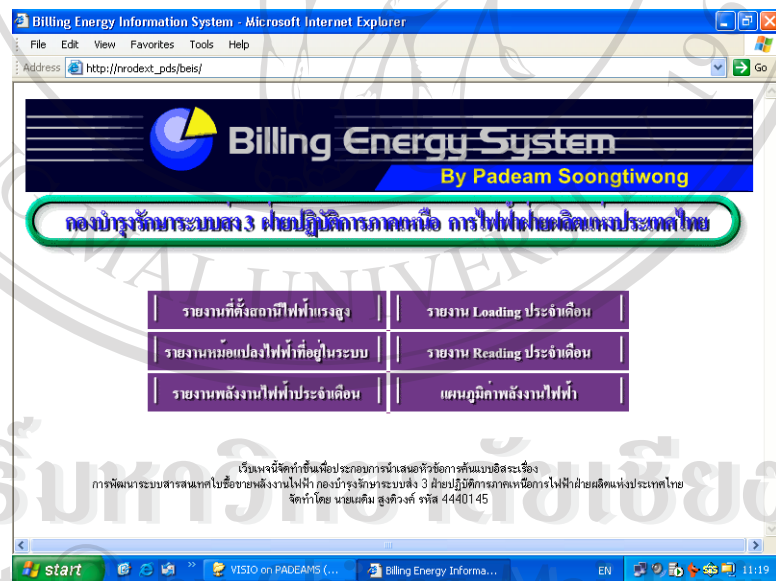 Billing Energy Information System - Microsoft Internet Explorer
File Edit View Favorites Tools Help
Address http://nrodext_pds/beis/ Go
Billing Energy System
By Padeam Soongtiwong
กองบำรุงรักษาระบบส่ง 3 ฝ่ายปฏิบัติการภาคเหนือ การไฟฟ้าฝ่ายผลิตแห่งประเทศไทย
รายงานที่ตั้งสถานีไฟฟ้าแรงสูง
รายงาน Loading ประจำเดือน
รายงานหม้อแปลงไฟฟ้าที่อยู่ในระบบ
รายงาน Reading ประจำเดือน
รายงานพลังงานไฟฟ้าประจำเดือน
แผนภูมิค่าพลังงานไฟฟ้า
เว็บเพจนี้จัดทำขึ้นเพื่อประกอบการนำเสนอหัวข้อการค้นแบบอิสระเรื่อง
การพัฒนาระบบสารสนเทศใบซื้อขายพลังงานไฟฟ้า กองบำรุงรักษาระบบส่ง 3 ฝ่ายปฏิบัติการภาคเหนือการไฟฟ้าฝ่ายผลิตแห่งประเทศไทย
จัดทำโดย นายเผดิม สูงติวงค์ รหัส 4440145
start VISIO on PADEAMS (... Billing Energy Informa... EN 11:19